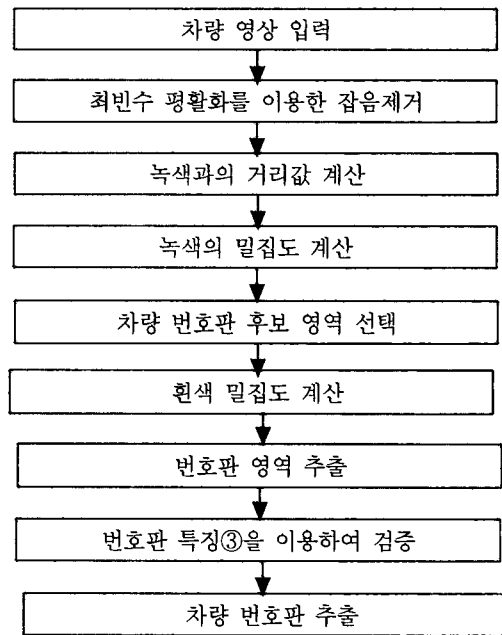 차량 영상 입력
최빈수 평활화를 이용한 잡음제거
녹색과의 거리값 계산
녹색의 밀집도 계산
차량 번호판 후보 영역 선택
흰색 밀집도 계산
번호판 영역 추출
번호판 특징③을 이용하여 검증
차량 번호판 추출